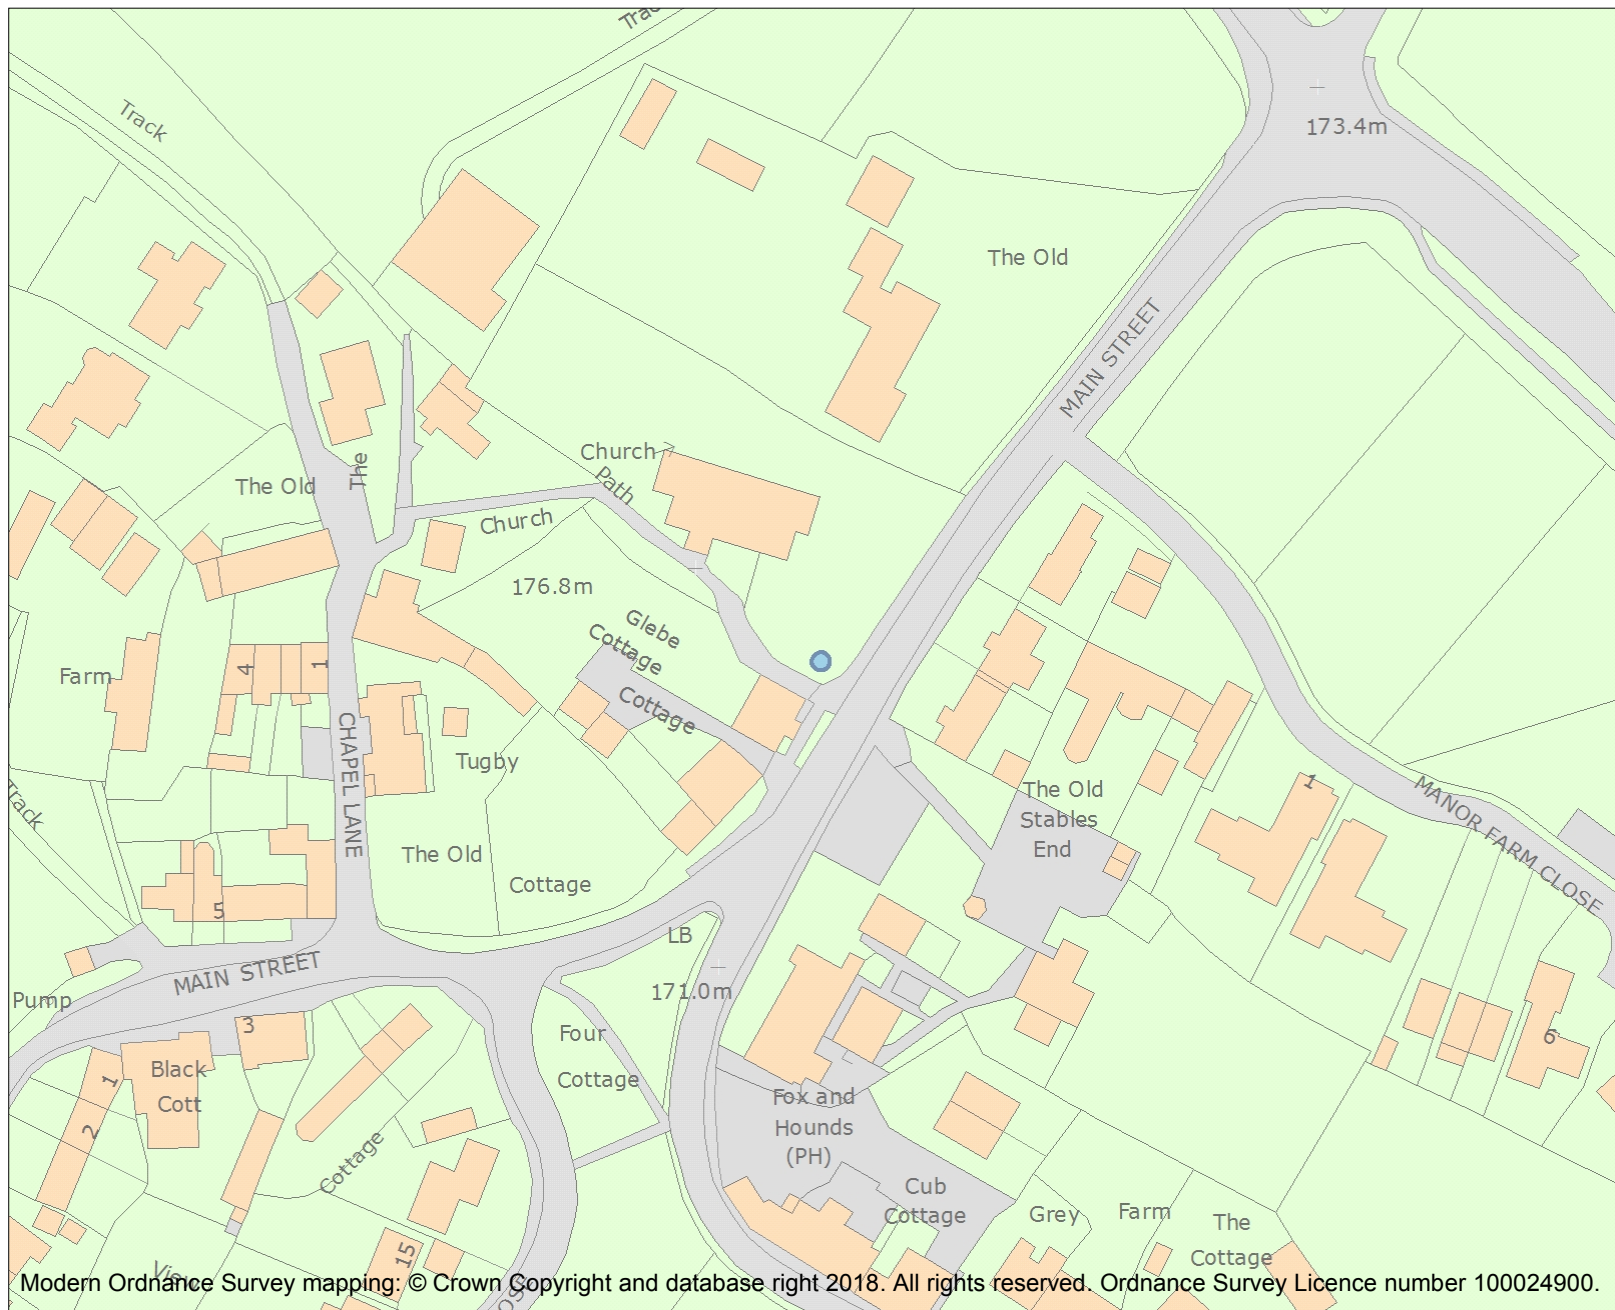 Track
173.4m
The Old
MAIN STREET
Church
Path
The Old
The
Church
176.8m
Glebe
Cottage
Cottage
Farm
4
1
CHAPEL LANE
Tugby
The Old
Cottage
The Old
Stables
End
1
MANOR FARM CLOSE
Track
5
MAIN STREET
LB
171.0m
Pump
3
Black
Cott
1
2
Four
Cottage
Cottage
Fox and
Hounds
(PH)
6
Cub
Cottage
Grey
Farm
The
Cottage
15
View
Modern Ordnance Survey mapping: © Crown Copyright and database right 2018. All rights reserved. Ordnance Survey Licence number 100024900.